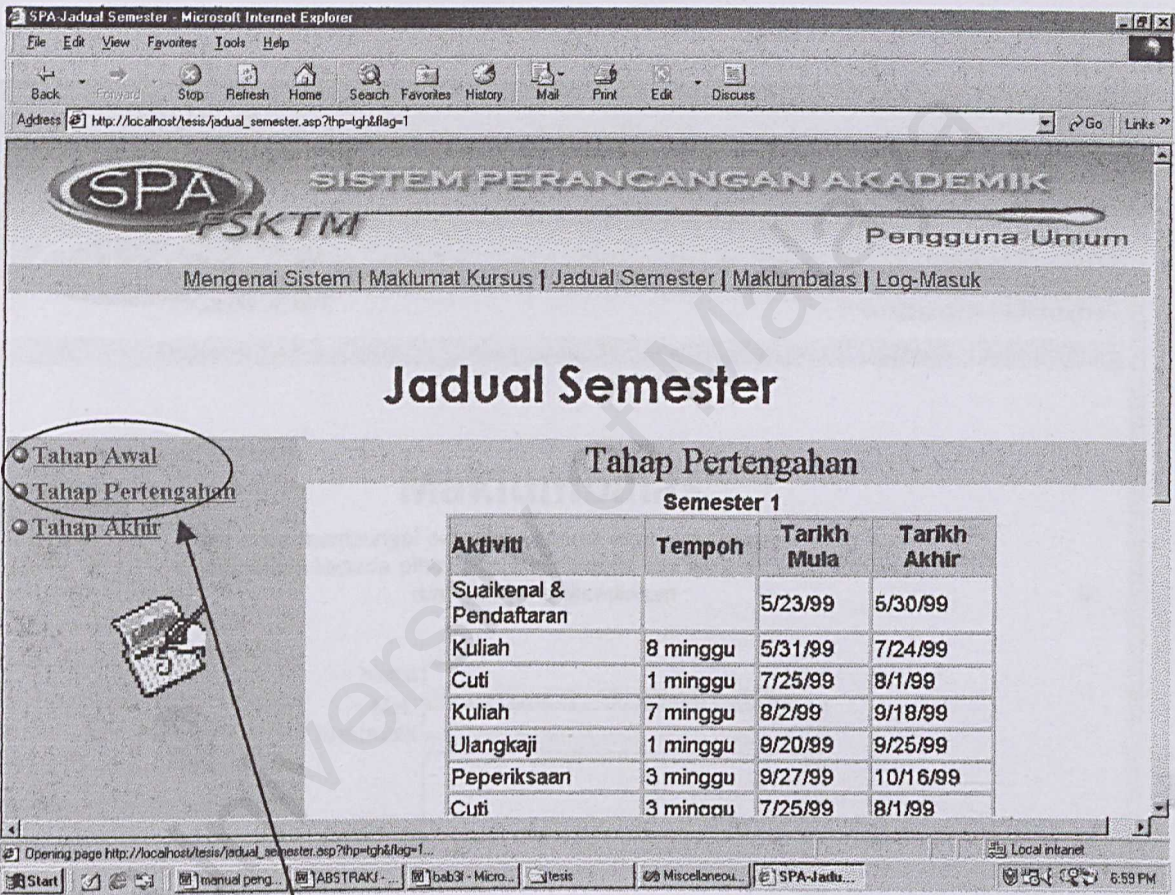 SPA-Jadual Semester - Microsoft Internet Explorer
File Edit View Favorites Tools Help
Back Forward Stop Refresh Home Search Favorites History Mail Print Edit Discuss
Address http://localhost/tesis/jadual_semester.asp?thp=tgh&flag=1 Go Links »
SPA SISTEM PERANCANGAN AKADEMIK
FSKTM
Pengguna Umum
Mengenai Sistem | Maklumat Kursus | Jadual Semester | Maklumbalas | Log-Masuk
Jadual Semester
Tahap Awal
Tahap Pertengahan
Tahap Akhir
Tahap Pertengahan
Semester 1
Aktiviti Tempoh Tarikh Mula Tarikh Akhir
Suaikenal & Pendaftaran 5/23/99 5/30/99
Kuliah 8 minggu 5/31/99 7/24/99
Cuti 1 minggu 7/25/99 8/1/99
Kuliah 7 minggu 8/2/99 9/18/99
Ulangkaji 1 minggu 9/20/99 9/25/99
Peperiksaan 3 minggu 9/27/99 10/16/99
Cuti 3 minggu 7/25/99 8/1/99
Opening page http://localhost/tesis/jadual_semester.asp?thp=tgh&flag=1... Local intranet
Start manual peng... ABSTRAK/ -... bab3l - Micro... tesis Miscellaneou... SPA-Jadu... 6:59 PM